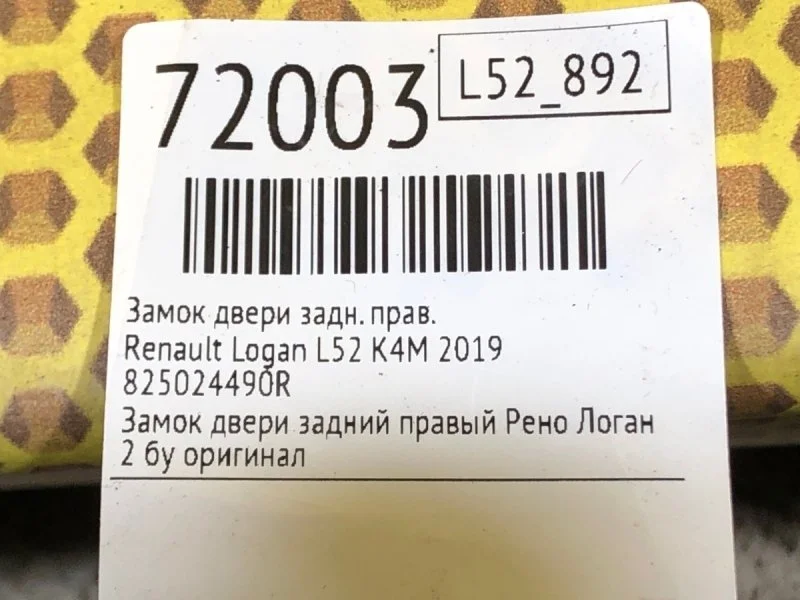 72003
L52_892
Замок двери задн. прав.
Renault Logan L52 K4M 2019
825024490R
Замок двери задний правый Рено Логан
2 бу оригинал